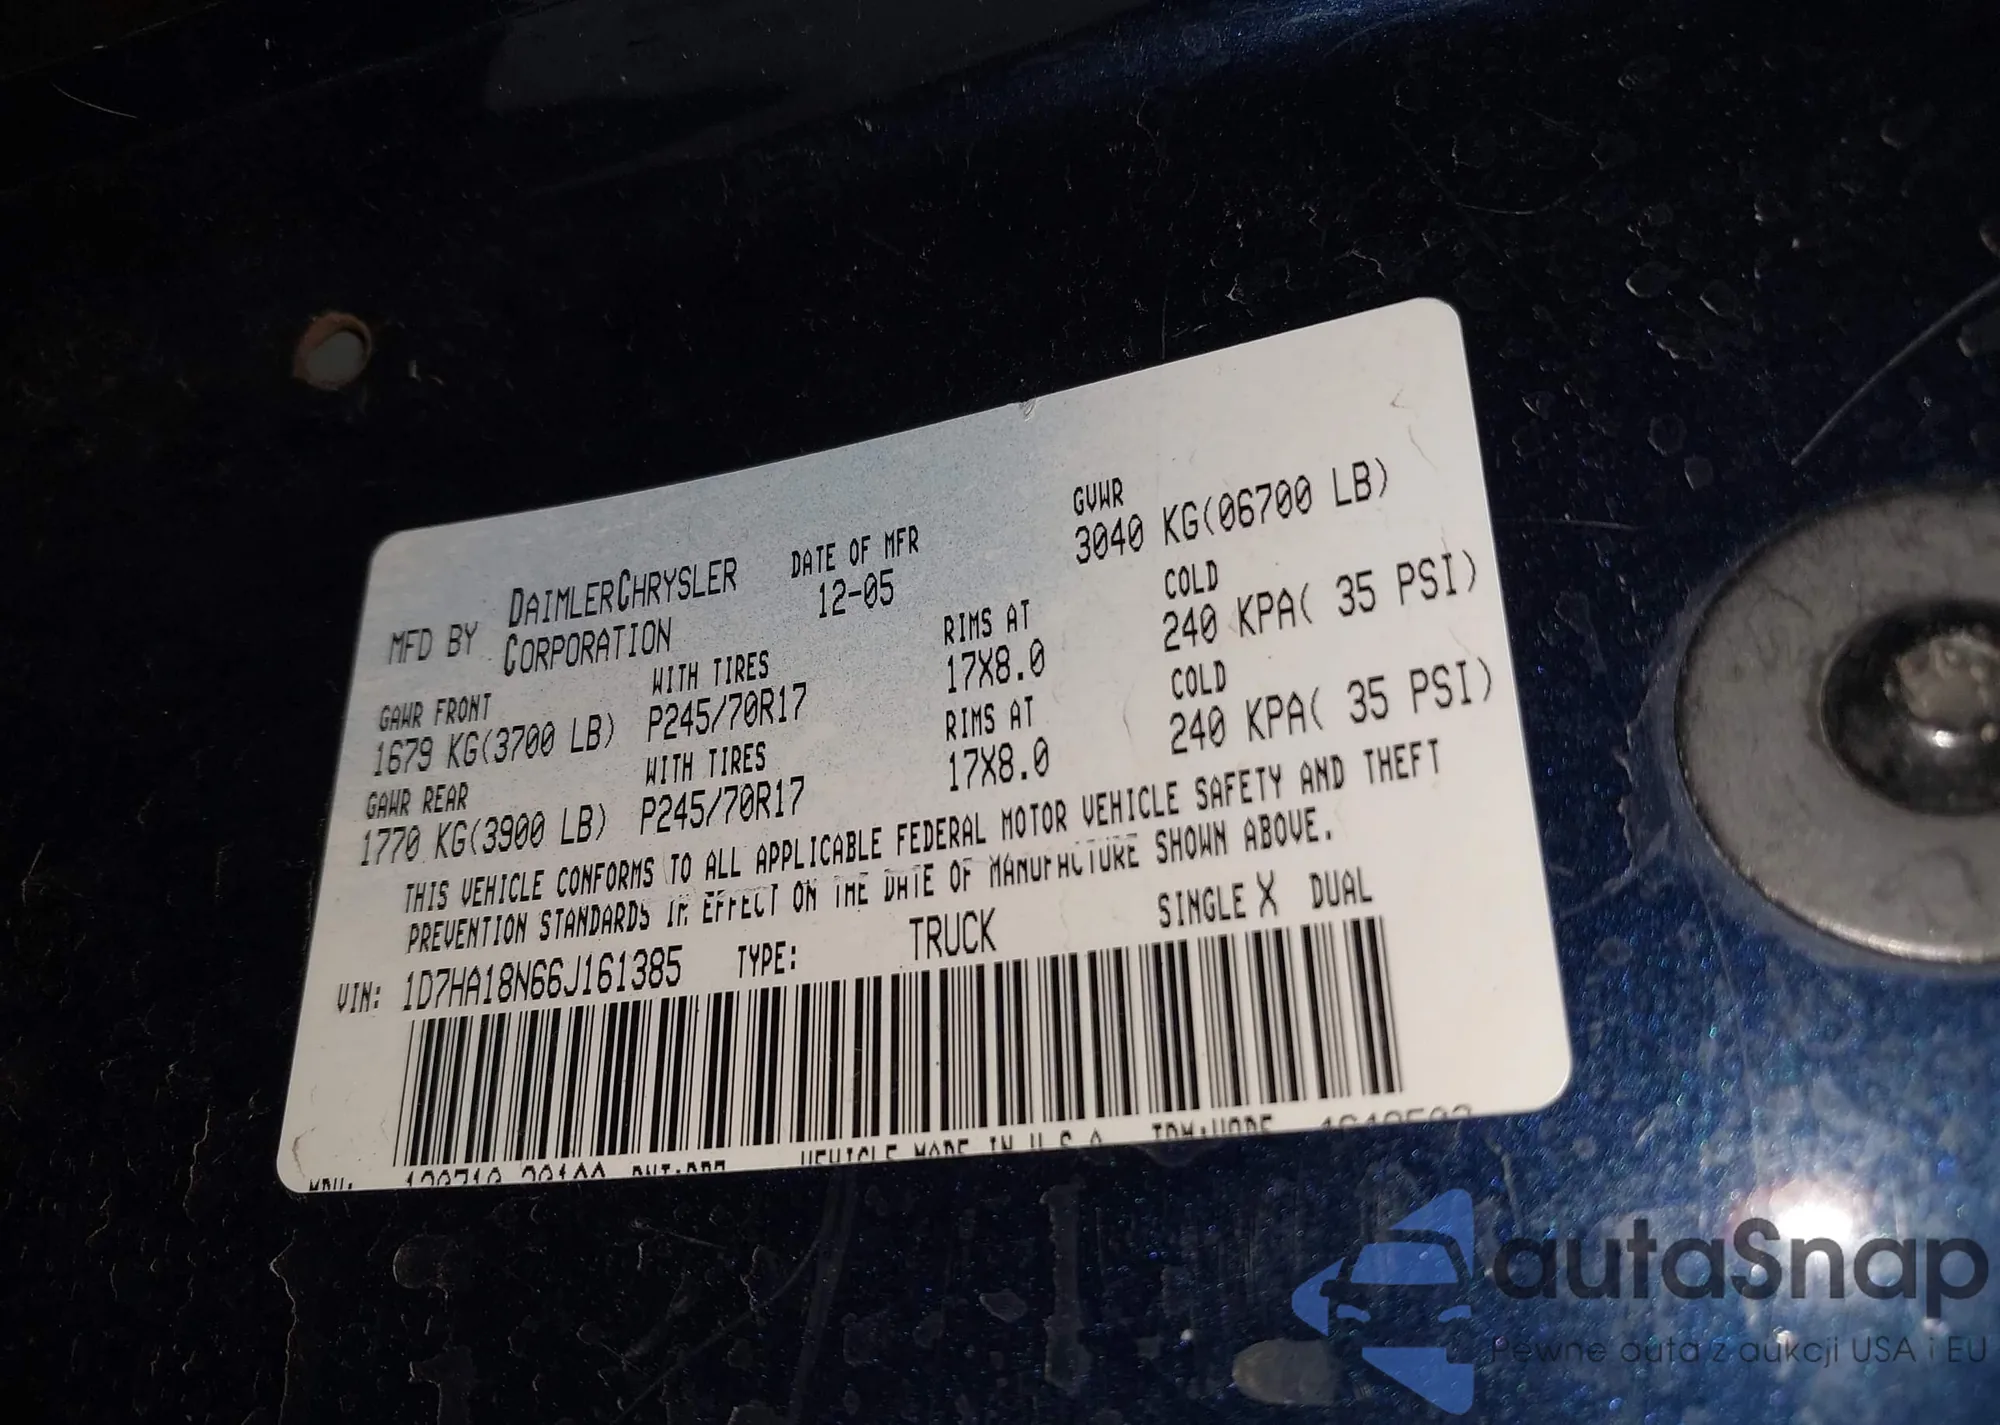 MFD BY DAIMLERCHRYSLER CORPORATION
DATE OF MFR
12-05
GVWR
3040 KG(06700 LB)
GAWR FRONT WITH TIRES RIMS AT COLD
1679 KG(3700 LB) P245/70R17 17X8.0 240 KPA( 35 PSI)
GAWR REAR WITH TIRES RIMS AT COLD
1770 KG(3900 LB) P245/70R17 17X8.0 240 KPA( 35 PSI)
THIS VEHICLE CONFORMS TO ALL APPLICABLE FEDERAL MOTOR VEHICLE SAFETY AND THEFT
PREVENTION STANDARDS IN EFFECT ON THE DATE OF MANUFACTURE SHOWN ABOVE.
VIN: 1D7HA18N66J161385 TYPE: TRUCK SINGLE X DUAL
VEHICLE MADE IN U.S.A.
autaSnap
Pewne auta z aukcji USA i EU